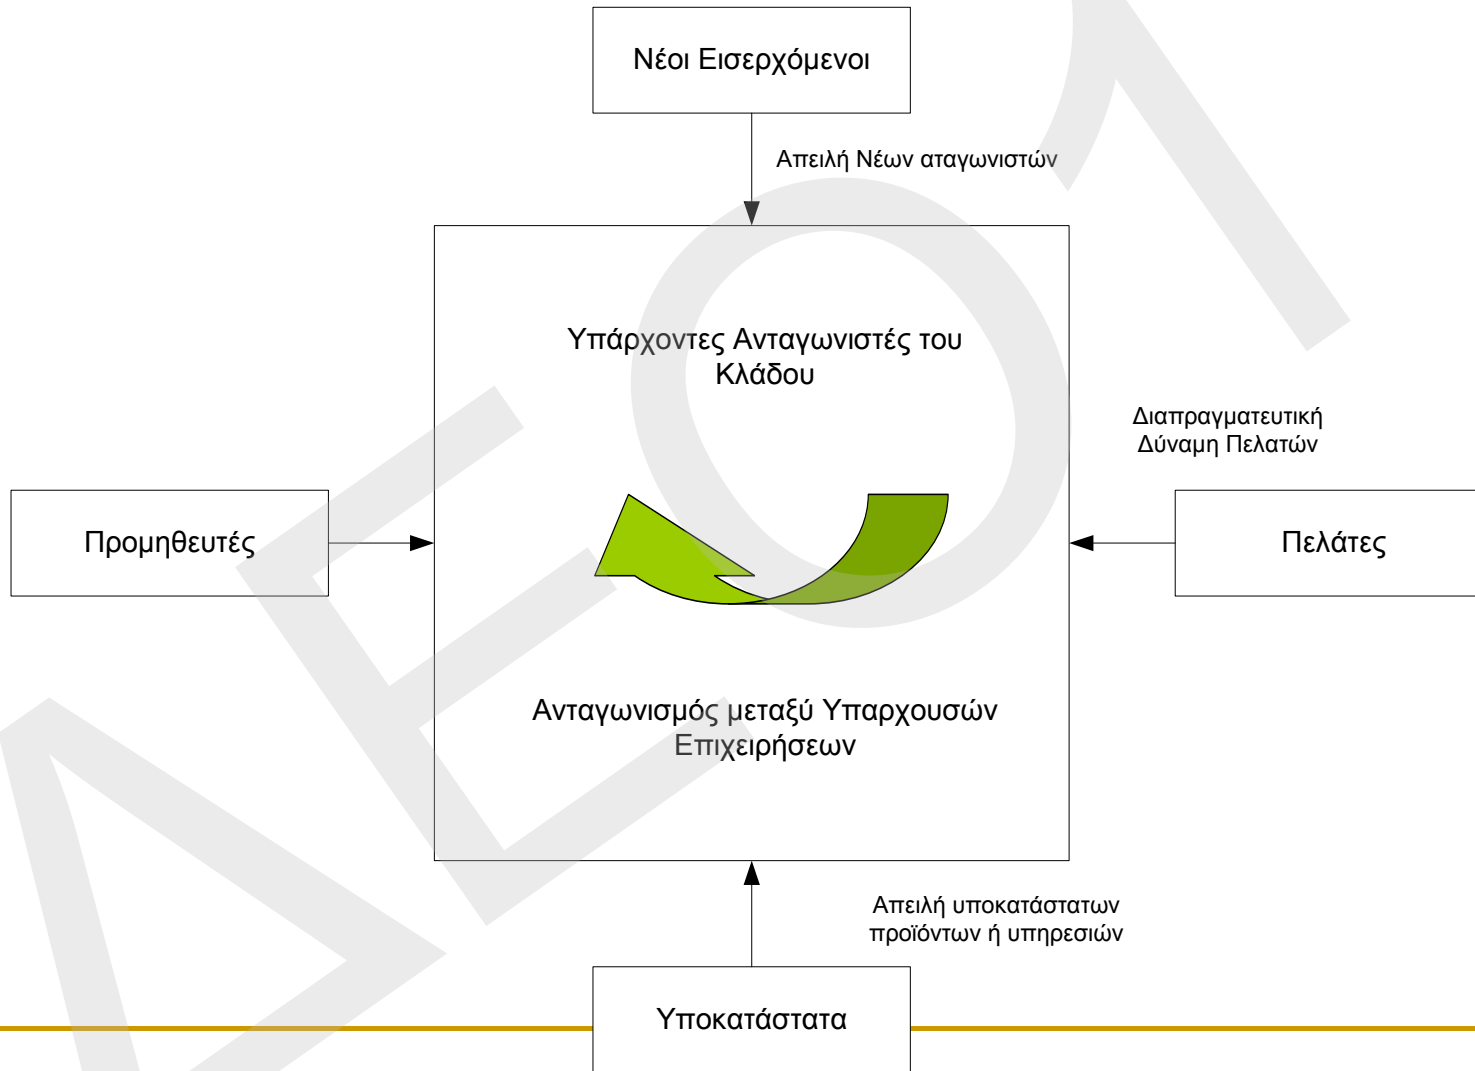 Νέοι Εισερχόμενοι
Απειλή Νέων αταγωνιστών
Υπάρχοντες Ανταγωνιστές του
Κλάδου
Διαπραγματευτική
Δύναμη Πελατών
Προμηθευτές
Πελάτες
Ανταγωνισμός μεταξύ Υπαρχουσών
Επιχειρήσεων
Απειλή υποκατάστατων
προϊόντων ή υπηρεσιών
Υποκατάστατα
ΔΕΟ1